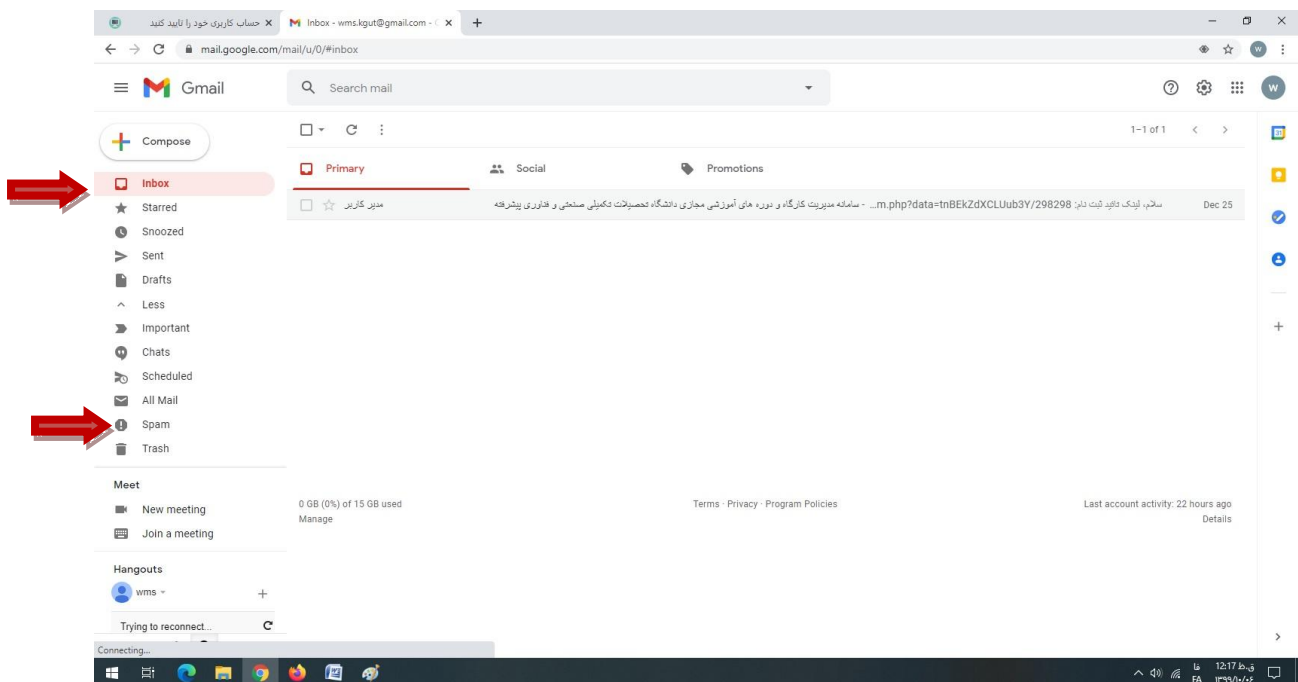 حساب کاربری خود را تایید کنید
Inbox - wms.kgut@gmail.com -
mail.google.com/mail/u/0/#inbox
W
Gmail
Search mail
W
Compose
1–1 of 1
Primary
Social
Promotions
Inbox
مدیر کاربر
سامانه مدیریت کارگاه و دوره های آموزشی مجازی دانشگاه تحصیلات تکمیلی صنعتی و فناوری پیشرفته - سلام، لینک تائید ثبت نام: 298298/m.php?data=tnBEkZdXCLUub3Y...
Dec 25
Starred
Snoozed
Sent
Drafts
Less
Important
Chats
Scheduled
All Mail
Spam
Trash
Meet
New meeting
Join a meeting
0 GB (0%) of 15 GB used
Manage
Terms · Privacy · Program Policies
Last account activity: 22 hours ago
Details
Hangouts
wms
Trying to reconnect...
Connecting...
FA
فا
12:17 ق.ظ
۱۳۹۹/۱۰/۰۶